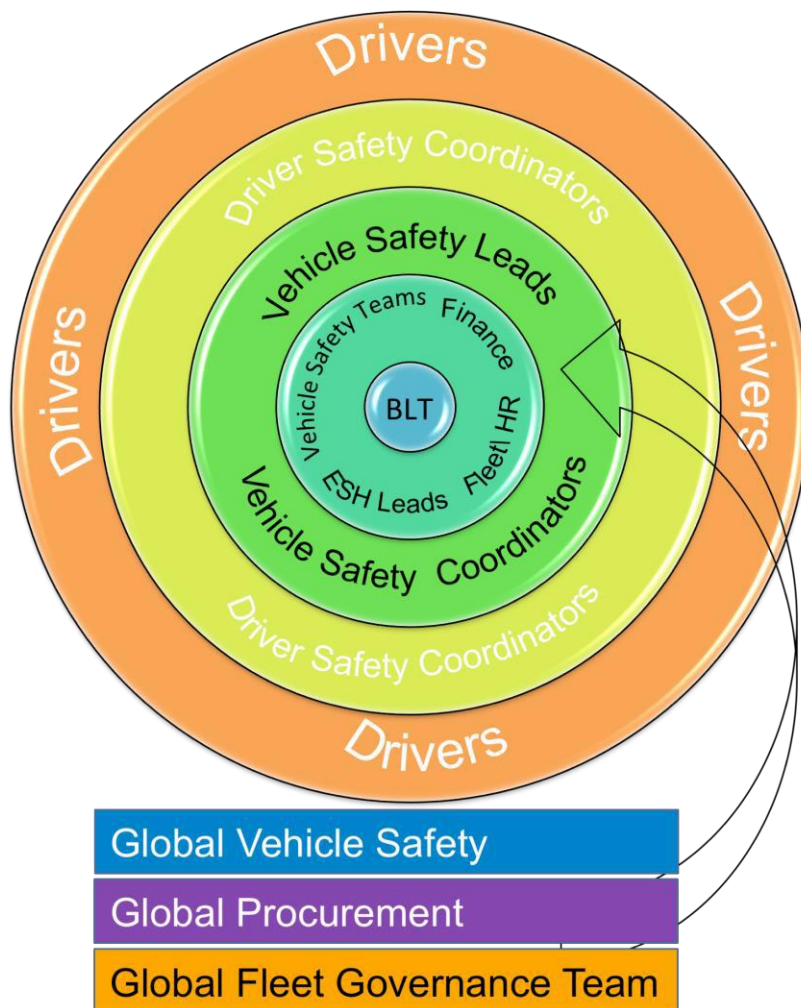 Drivers
Driver Safety Coordinators
Vehicle Safety Leads
Vehicle Safety Teams
Finance
Drivers
BLT
Drivers
ESH Leads
Fleet\ HR
Vehicle Safety Coordinators
Driver Safety Coordinators
Drivers
Global Vehicle Safety
Global Procurement
Global Fleet Governance Team